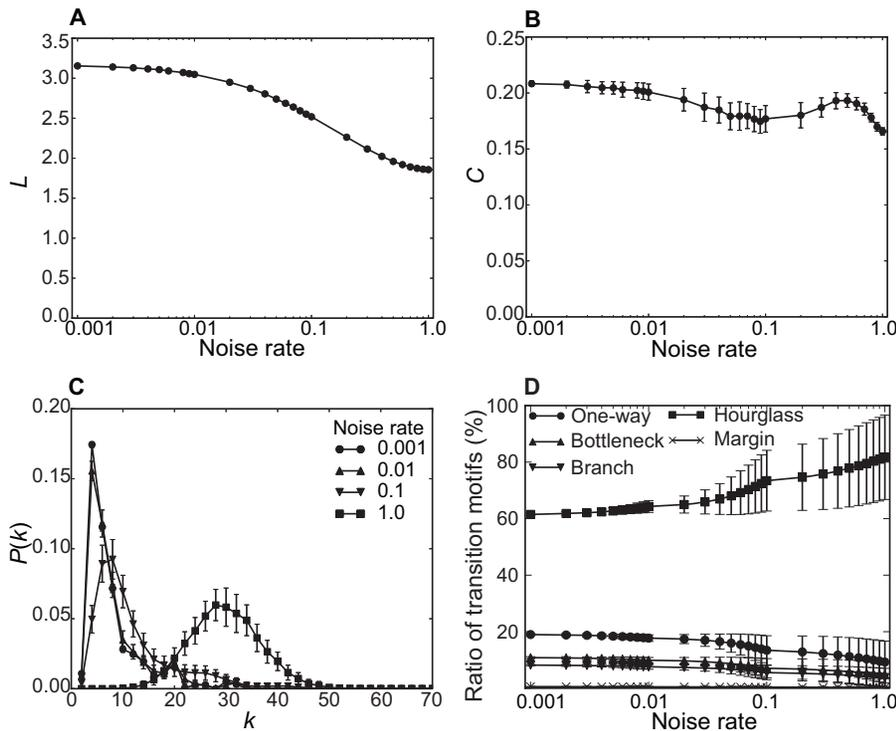 A
3.5
3.0
2.5
2.0
1.5
1.0
0.5
0.0
L
0.001
0.01
0.1
1.0
Noise rate
B
0.25
0.20
0.15
0.10
0.05
0.00
C
0.001
0.01
0.1
1.0
Noise rate
C
0.20
0.15
0.10
0.05
0.00
P(k)
0
10
20
30
40
50
60
70
k
Noise rate
0.001
0.01
0.1
1.0
D
100
80
60
40
20
Ratio of transition motifs (%)
One-way
Hourglass
Bottleneck
Margin
Branch
0.001
0.01
0.1
1.0
Noise rate